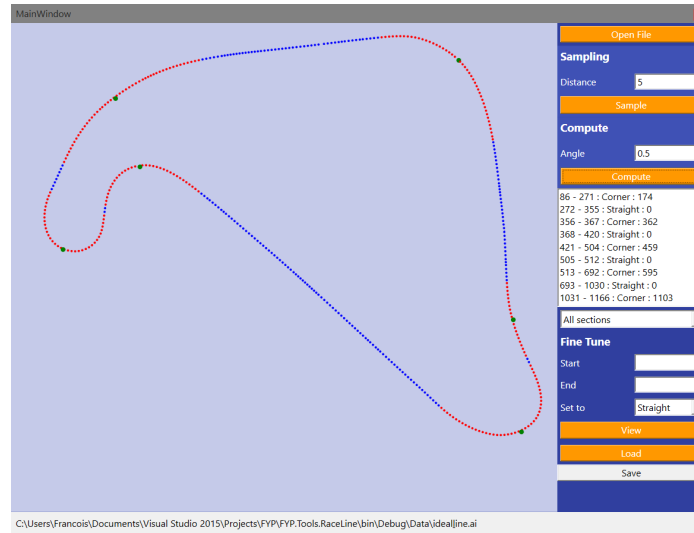 MainWindow
Open File
Sampling
Distance 5
Sample
Compute
Angle 0.5
Compute
86 - 271 : Corner : 174
272 - 355 : Straight : 0
356 - 367 : Corner : 362
368 - 420 : Straight : 0
421 - 504 : Corner : 459
505 - 512 : Straight : 0
513 - 692 : Corner : 595
693 - 1030 : Straight : 0
1031 - 1166 : Corner : 1103
All sections
Fine Tune
Start
End
Set to Straight
View
Load
Save
C:\Users\Francois\Documents\Visual Studio 2015\Projects\FYP\FYP.Tools.RaceLine\bin\Debug\Data\idealline.ai